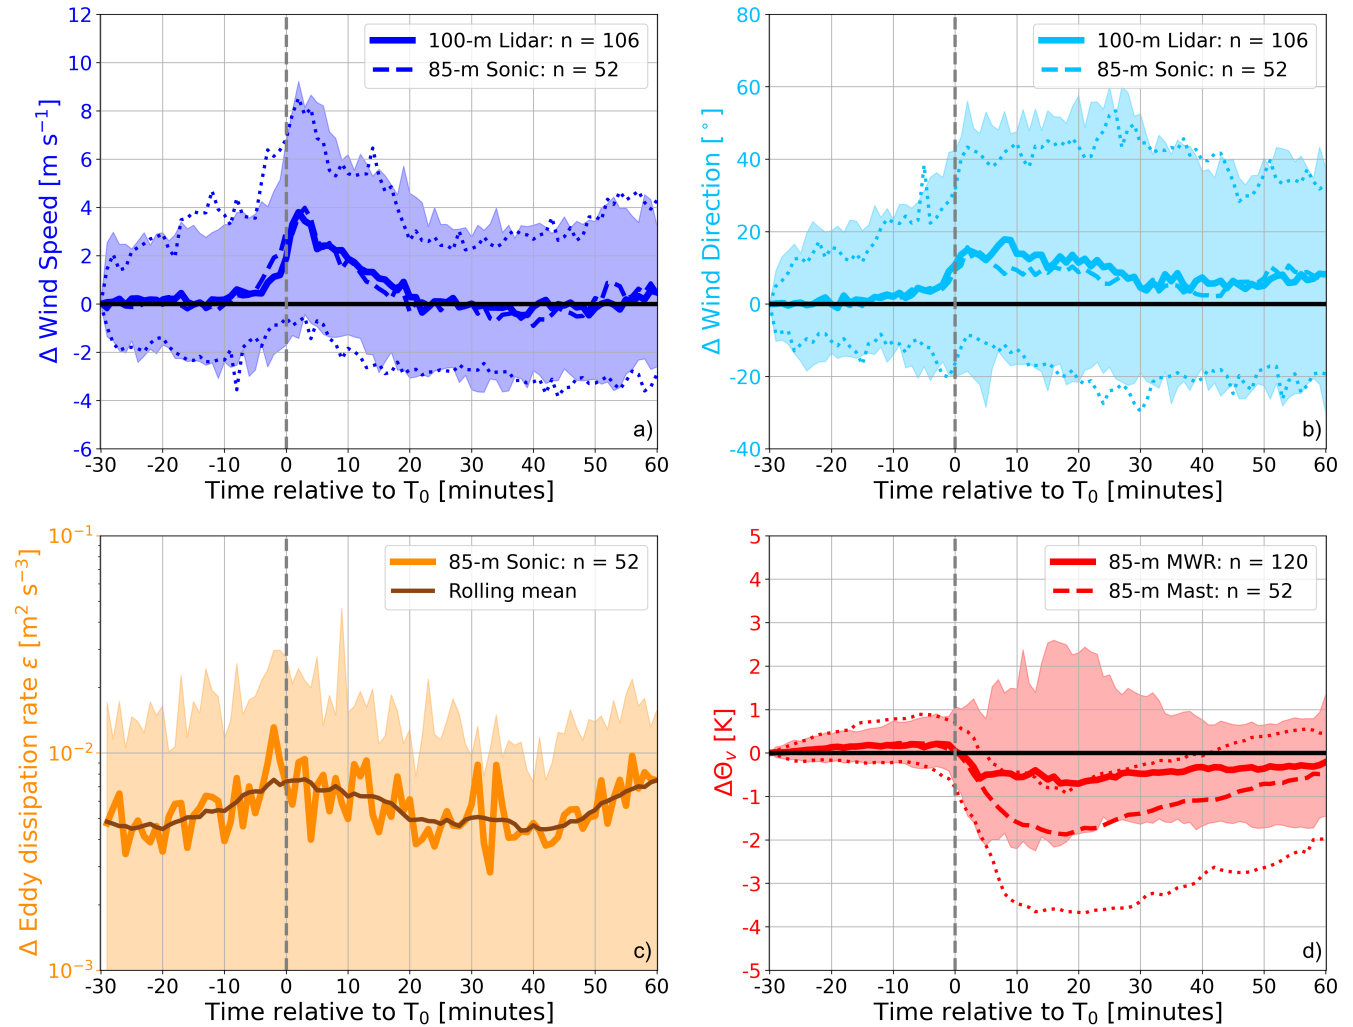 12
10
8
6
4
2
0
-2
-4
-6
Δ Wind Speed [m s⁻¹]
100-m Lidar: n = 106
85-m Sonic: n = 52
a)
-30 -20 -10 0 10 20 30 40 50 60
Time relative to T₀ [minutes]
80
60
40
20
0
-20
-40
Δ Wind Direction [°]
100-m Lidar: n = 106
85-m Sonic: n = 52
b)
-30 -20 -10 0 10 20 30 40 50 60
Time relative to T₀ [minutes]
10⁻¹
10⁻²
10⁻³
Δ Eddy dissipation rate ε [m² s⁻³]
85-m Sonic: n = 52
Rolling mean
c)
-30 -20 -10 0 10 20 30 40 50 60
Time relative to T₀ [minutes]
5
4
3
2
1
0
-1
-2
-3
-4
-5
ΔΘᵥ [K]
85-m MWR: n = 120
85-m Mast: n = 52
d)
-30 -20 -10 0 10 20 30 40 50 60
Time relative to T₀ [minutes]